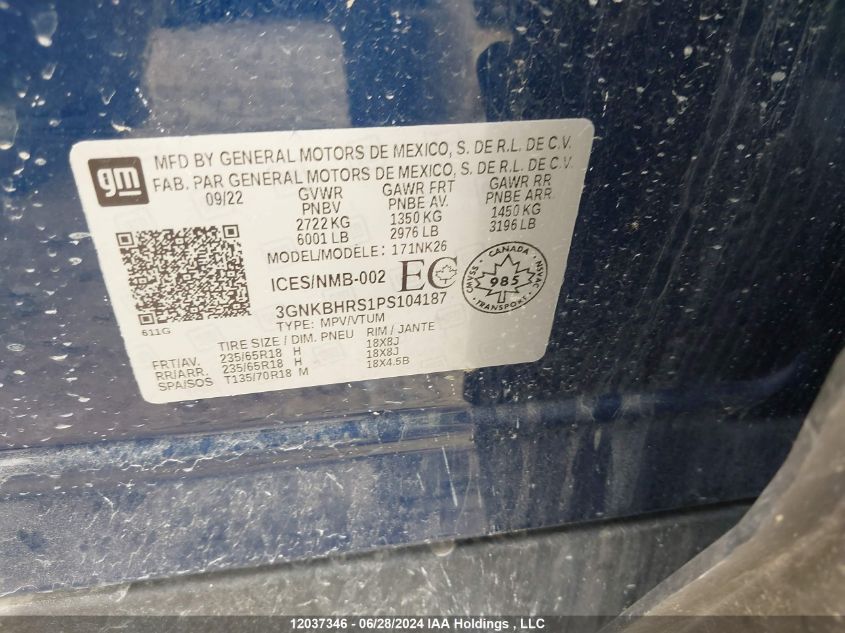 gm
MFD BY GENERAL MOTORS DE MEXICO, S. DE R.L. DE C.V.
FAB. PAR GENERAL MOTORS DE MEXICO, S. DE R.L. DE C.V.
09/22 GVWR GAWR FRT GAWR RR
PNBV PNBE AV. PNBE ARR.
2722 KG 1350 KG 1450 KG
6001 LB 2976 LB 3196 LB
MODEL/MODÈLE: 171NK26
ICES/NMB-002 EC
CANADA
CMVSS 985 NSVAC
TRANSPORT
3GNKBHRS1PS104187
611G
TYPE: MPV/VTUM
TIRE SIZE / DIM. PNEU RIM / JANTE
FRT/AV. 235/65R18 H 18X8J
RR/ARR. 235/65R18 H 18X8J
SPA/SOS T135/70R18 M 18X4.5B
12037346 - 06/28/2024 IAA Holdings , LLC